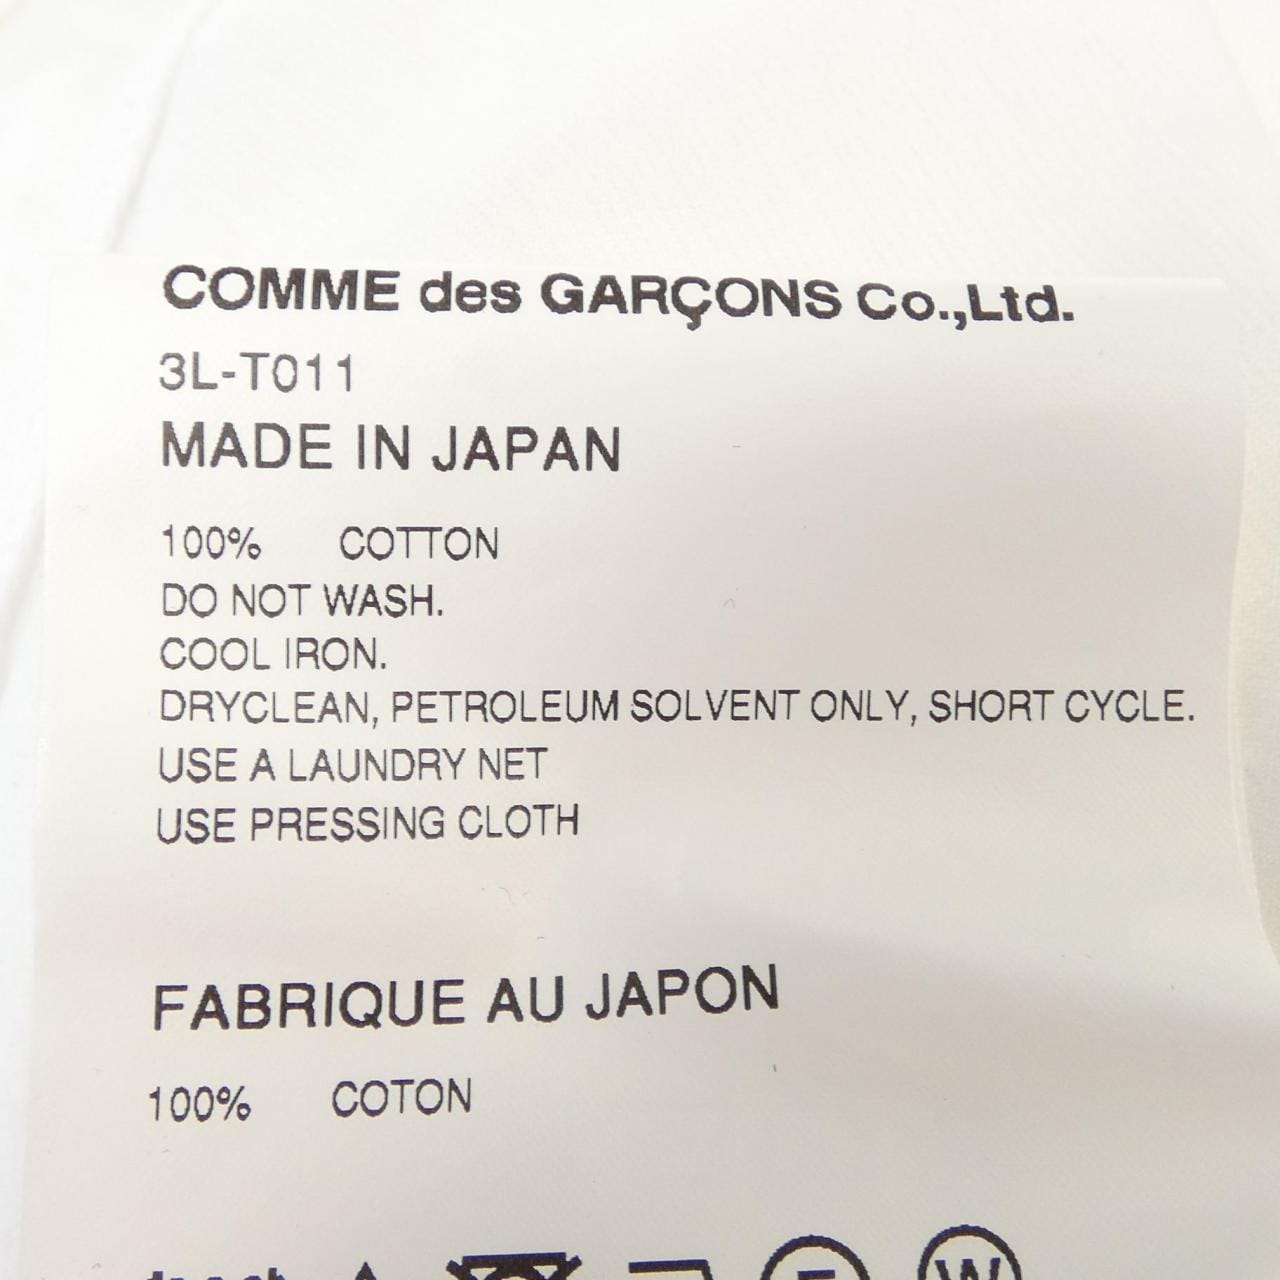 COMME des GARÇONS Co.,Ltd.
3L-T011
MADE IN JAPAN
100% COTTON
DO NOT WASH.
COOL IRON.
DRYCLEAN, PETROLEUM SOLVENT ONLY, SHORT CYCLE.
USE A LAUNDRY NET
USE PRESSING CLOTH
FABRIQUE AU JAPON
100% COTON
F W